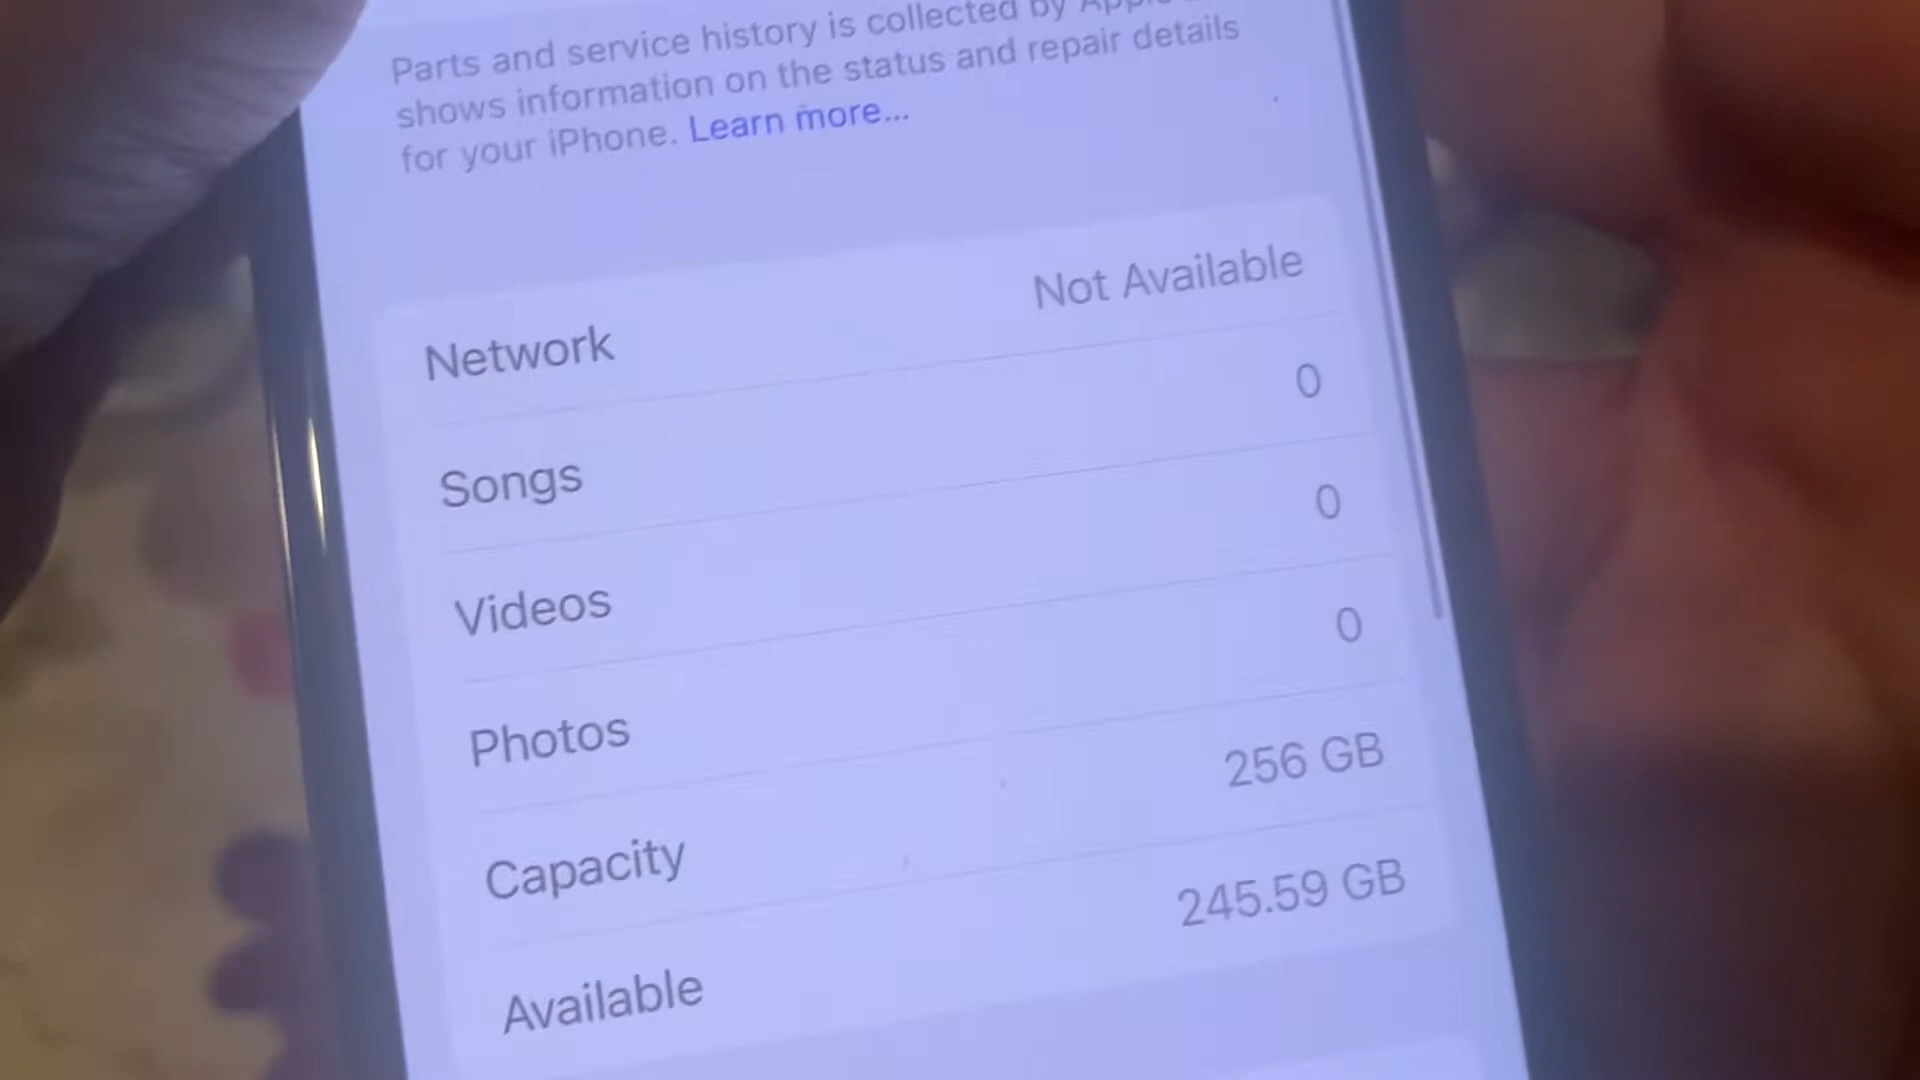 Parts and service history is collected by Apple
shows information on the status and repair details
for your iPhone. Learn more...
Network Not Available
Songs 0
Videos 0
Photos 0
Capacity 256 GB
Available 245.59 GB